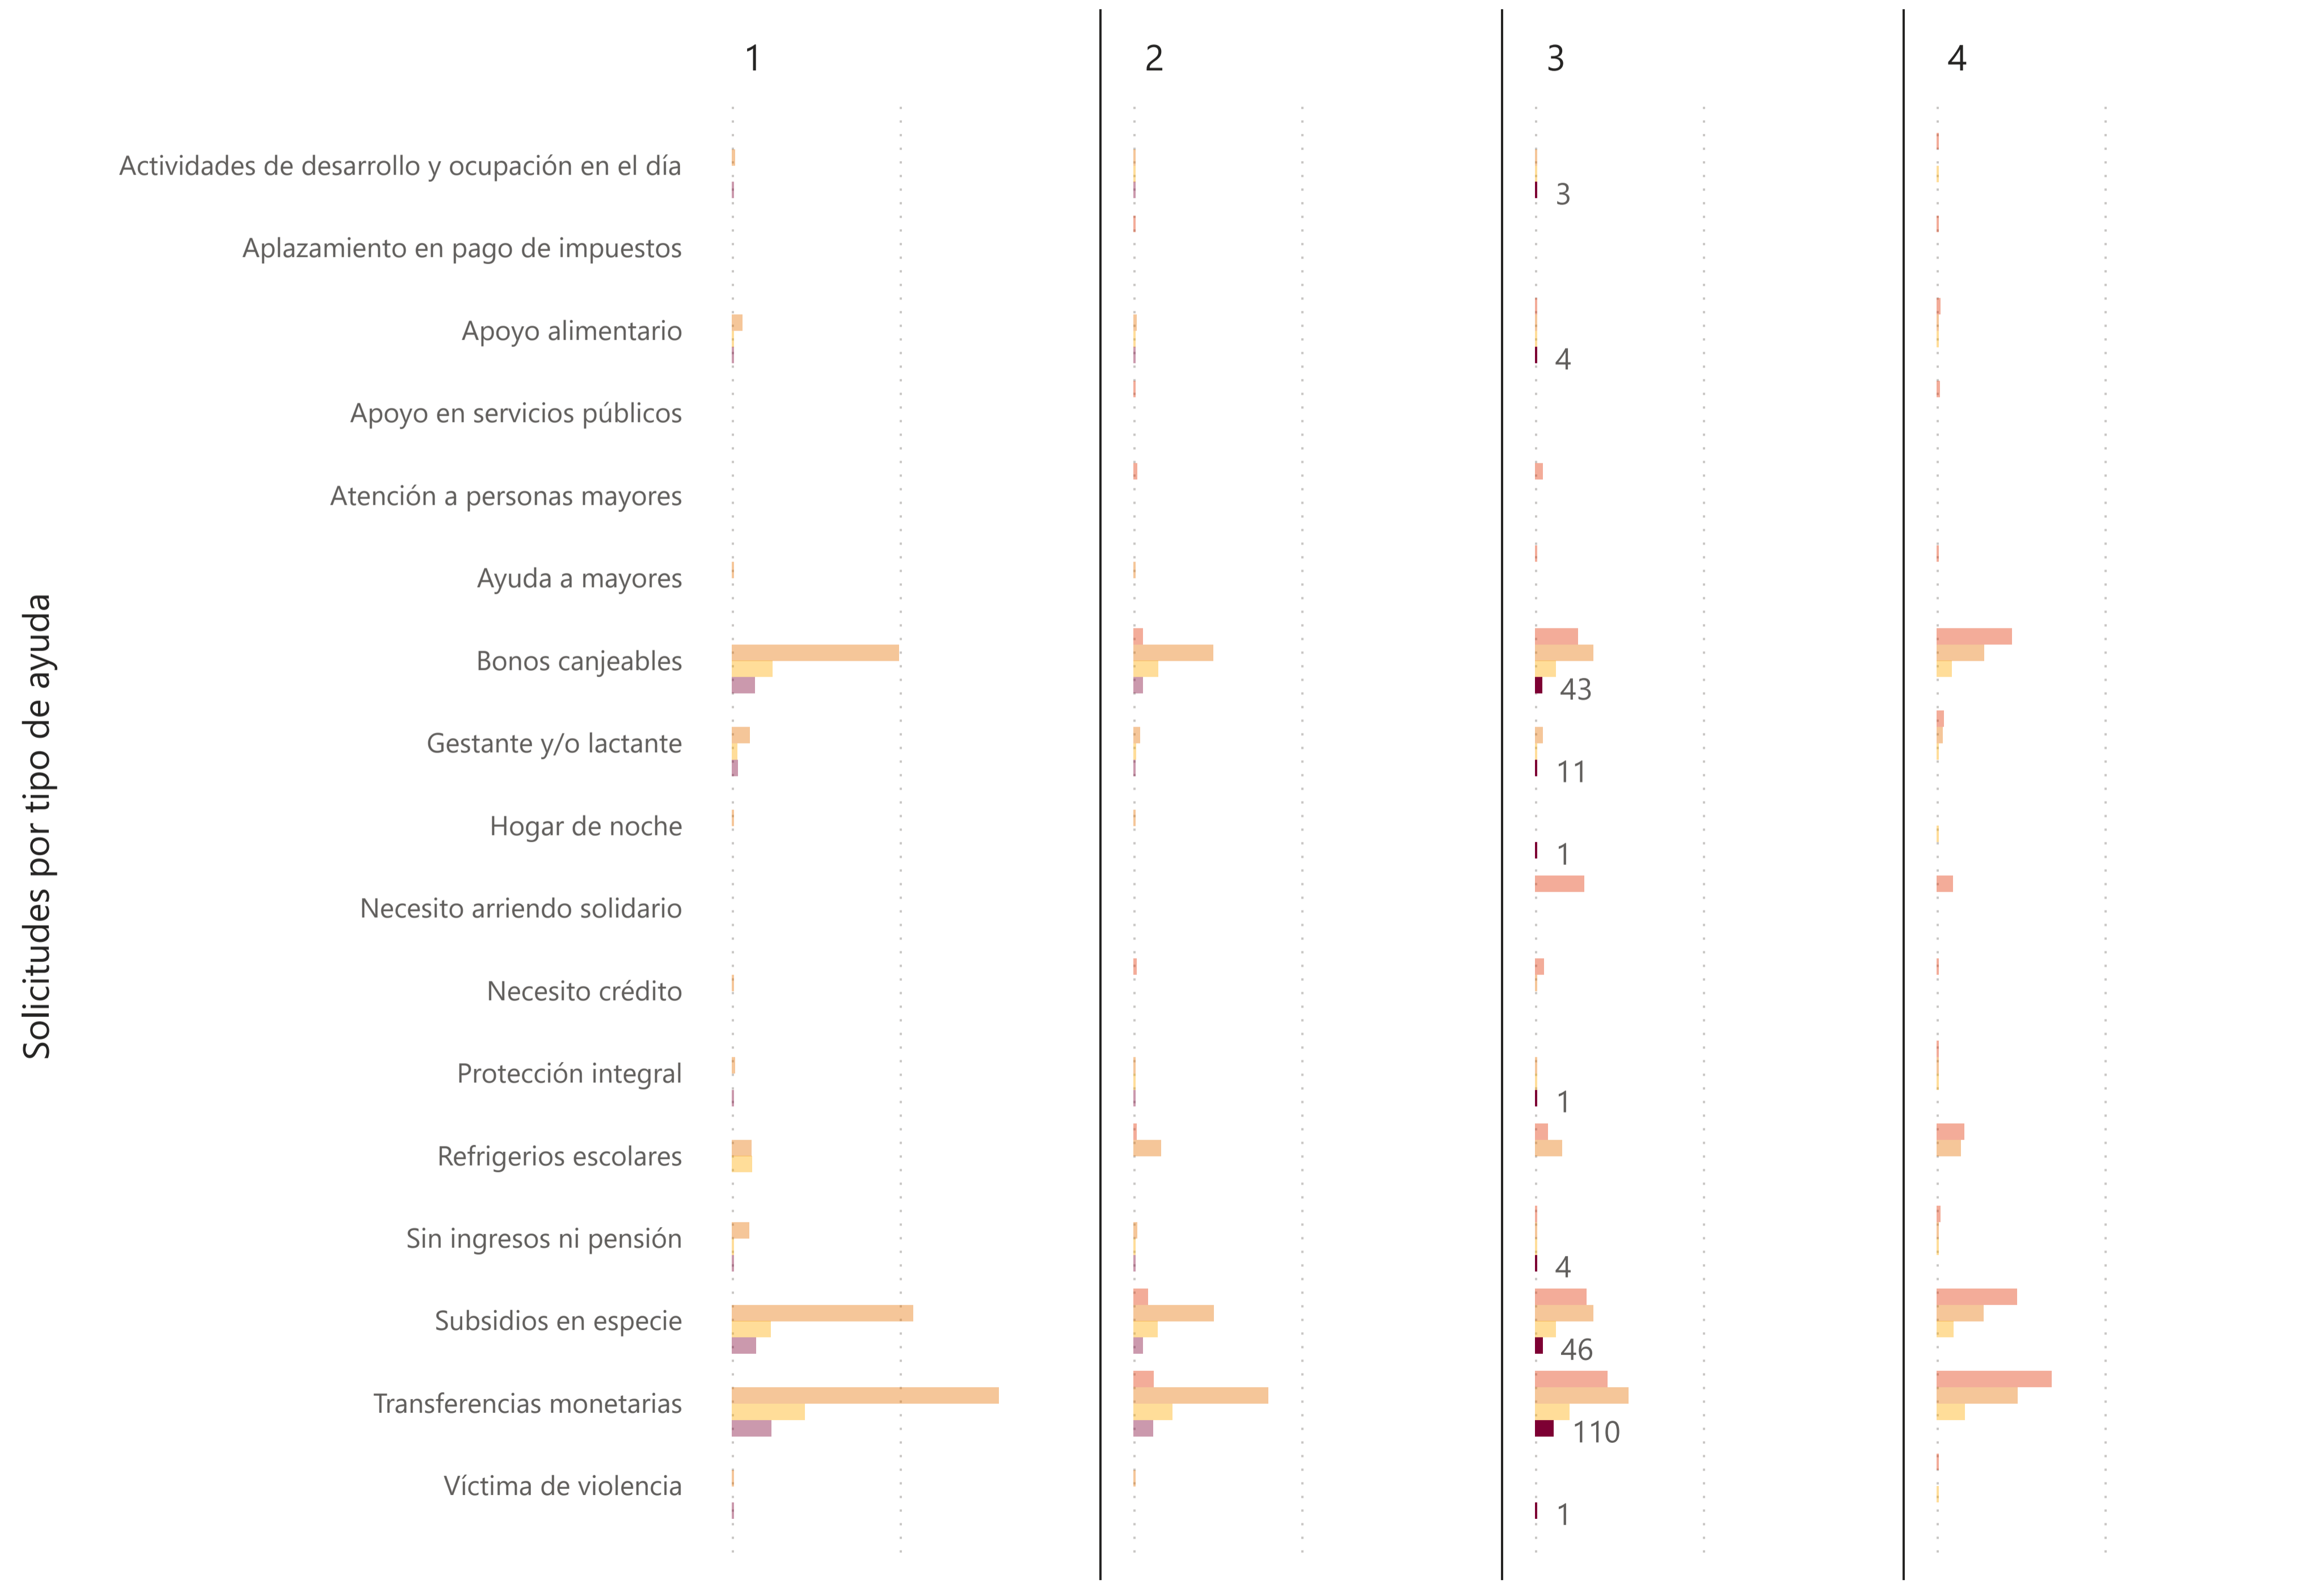 1 2 3 4
Solicitudes por tipo de ayuda
Actividades de desarrollo y ocupación en el día 3
Aplazamiento en pago de impuestos
Apoyo alimentario 4
Apoyo en servicios públicos
Atención a personas mayores
Ayuda a mayores
Bonos canjeables 43
Gestante y/o lactante 11
Hogar de noche 1
Necesito arriendo solidario
Necesito crédito
Protección integral 1
Refrigerios escolares
Sin ingresos ni pensión 4
Subsidios en especie 46
Transferencias monetarias 110
Víctima de violencia 1